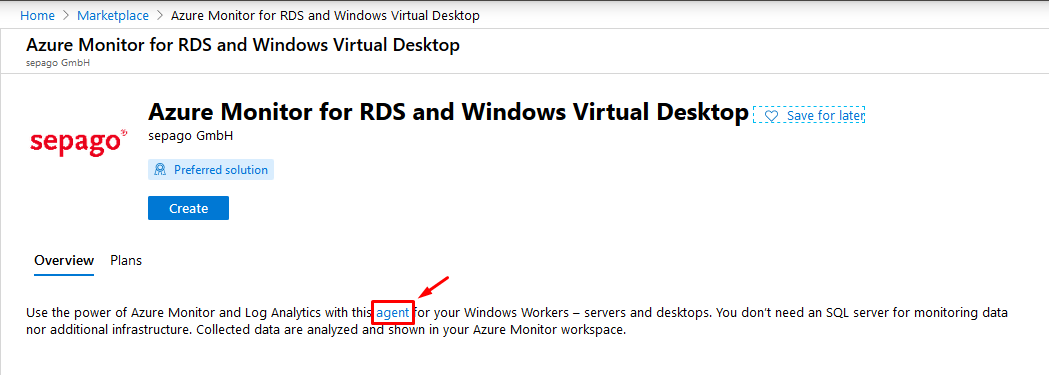 Home > Marketplace > Azure Monitor for RDS and Windows Virtual Desktop
Azure Monitor for RDS and Windows Virtual Desktop
sepago GmbH
sepago®
Azure Monitor for RDS and Windows Virtual Desktop
Save for later
sepago GmbH
Preferred solution
Create
Overview
Plans
Use the power of Azure Monitor and Log Analytics with this agent for your Windows Workers – servers and desktops. You don't need an SQL server for monitoring data
nor additional infrastructure. Collected data are analyzed and shown in your Azure Monitor workspace.